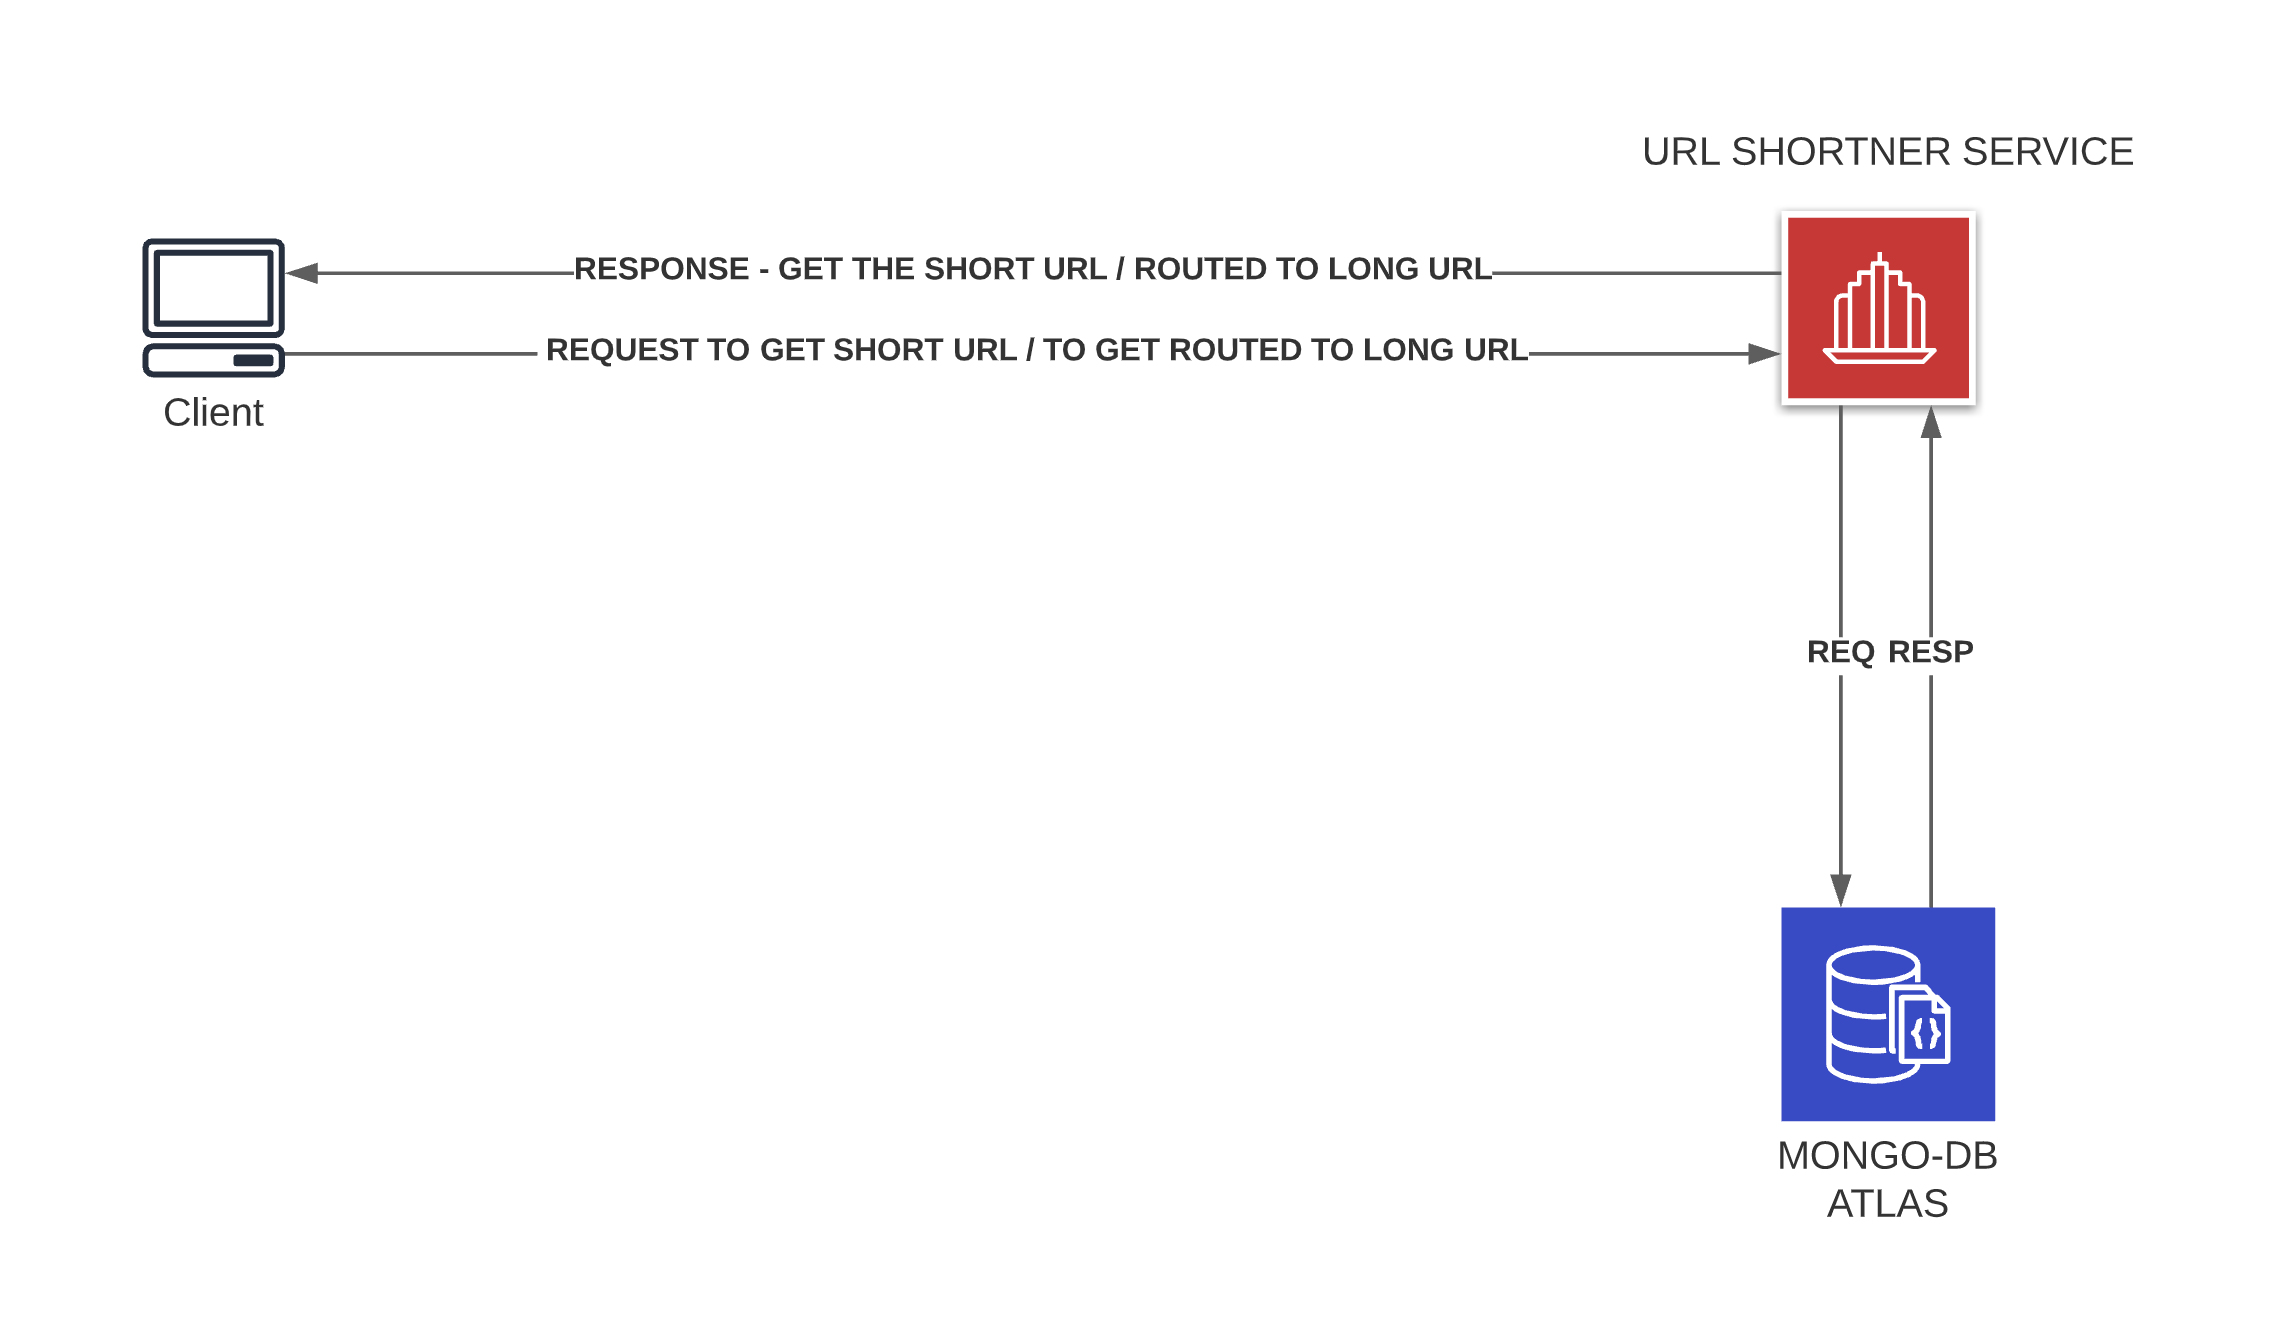 URL SHORTNER SERVICE
RESPONSE - GET THE SHORT URL / ROUTED TO LONG URL
REQUEST TO GET SHORT URL / TO GET ROUTED TO LONG URL
Client
REQ RESP
MONGO-DB
ATLAS